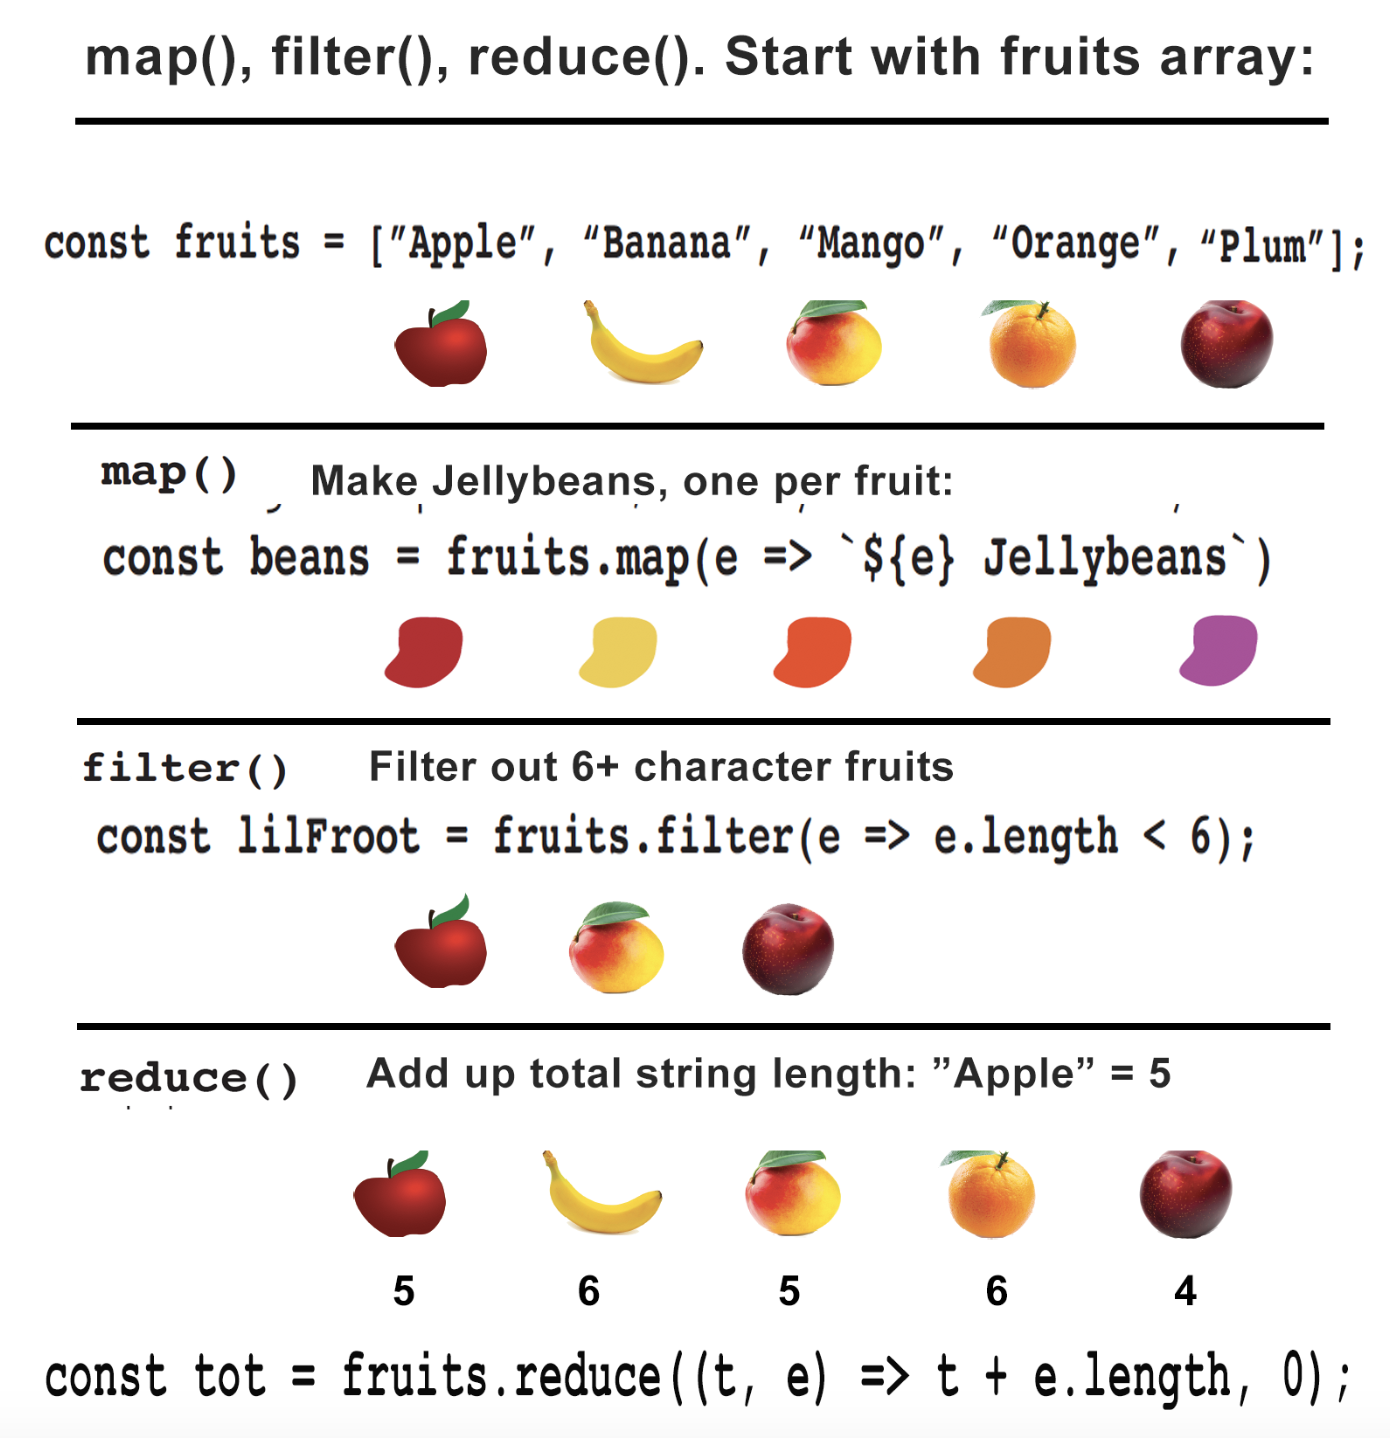 map(), filter(), reduce(). Start with fruits array:
const fruits = [”Apple”, “Banana”, “Mango”, “Orange”, “Plum”];
map() Make Jellybeans, one per fruit:
const beans = fruits.map(e => `${e} Jellybeans`)
filter() Filter out 6+ character fruits
const lilFroot = fruits.filter(e => e.length < 6);
reduce() Add up total string length: ”Apple” = 5
5 6 5 6 4
const tot = fruits.reduce((t, e) => t + e.length, 0);